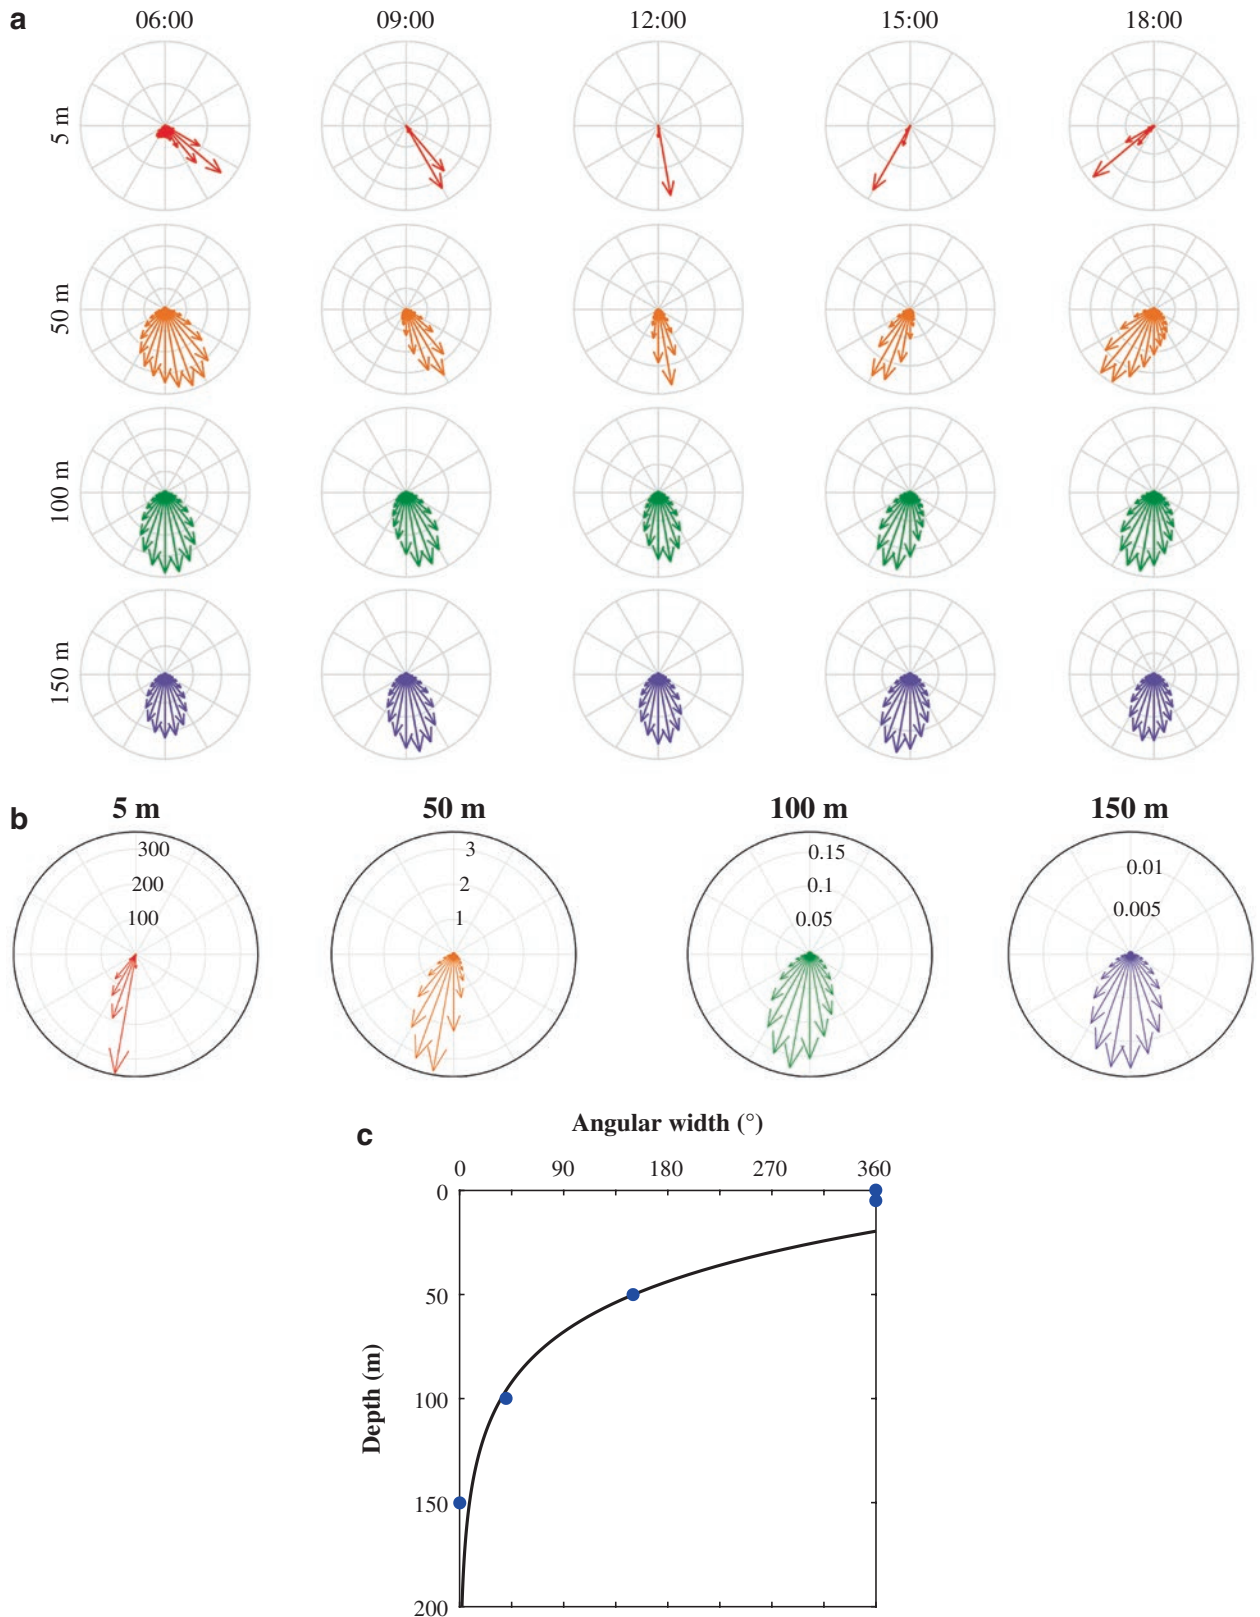 a
06:00 09:00 12:00 15:00 18:00
5 m
50 m
100 m
150 m
b
5 m 50 m 100 m 150 m
300 3 0.15 0.01
200 2 0.1 0.005
100 1 0.05
c
Angular width (°)
0 90 180 270 360
0
50
100
150
200
Depth (m)